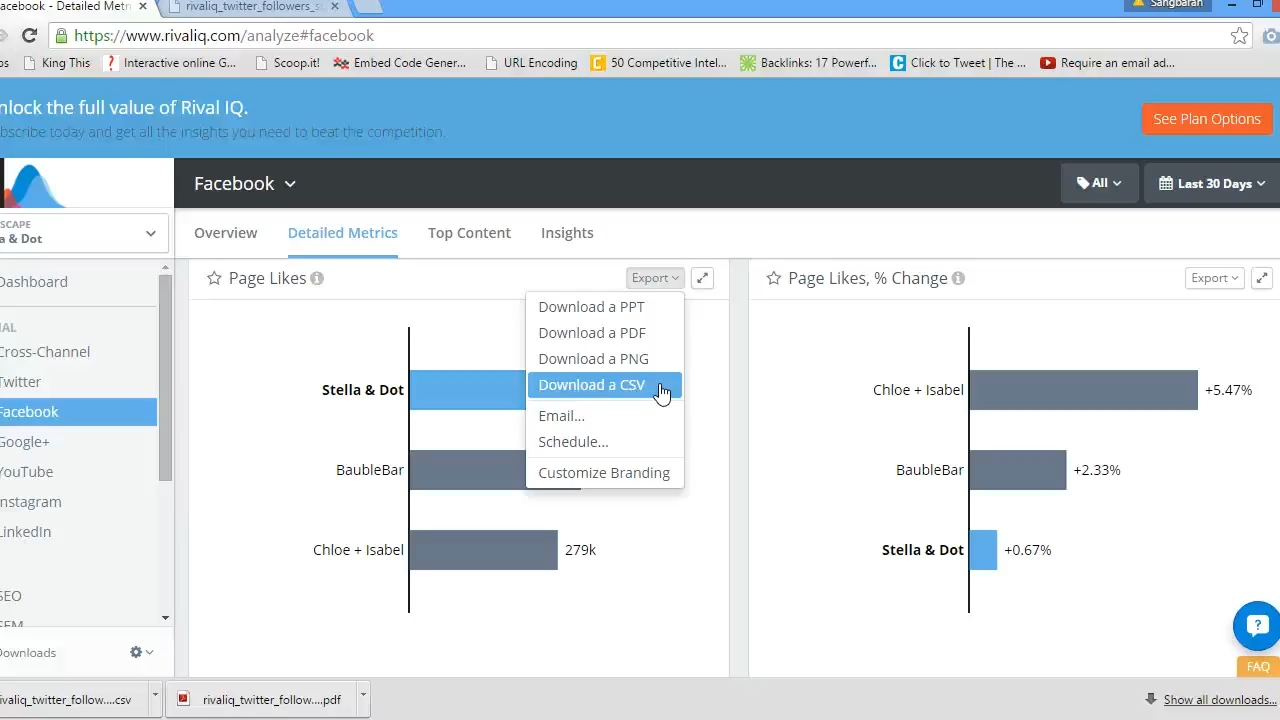 acebook - Detailed Metri
rivaliq_twitter_followers_s
Sangbaran
https://www.rivaliq.com/analyze#facebook
ps
King This
Interactive Online G...
Scoop.it!
Embed Code Gener...
URL Encoding
50 Competitive Intel...
Backlinks: 17 Powerf...
Click to Tweet | The ...
Require an email ad...
nlock the full value of Rival IQ.
bscribe today and get all the insights you need to beat the competition.
See Plan Options
Facebook
All
Last 30 Days
SCAPE
a & Dot
Overview
Detailed Metrics
Top Content
Insights
Dashboard
IAL
Cross-Channel
Twitter
Facebook
Google+
YouTube
Instagram
LinkedIn
SEO
SEM
Downloads
Page Likes
Export
Download a PPT
Download a PDF
Download a PNG
Download a CSV
Email...
Schedule...
Customize Branding
Stella & Dot
BaubleBar
Chloe + Isabel
279k
Page Likes, % Change
Export
Chloe + Isabel
+5.47%
BaubleBar
+2.33%
Stella & Dot
+0.67%
?
FAQ
ivaliq_twitter_follow....csv
rivaliq_twitter_follow....pdf
Show all downloads...